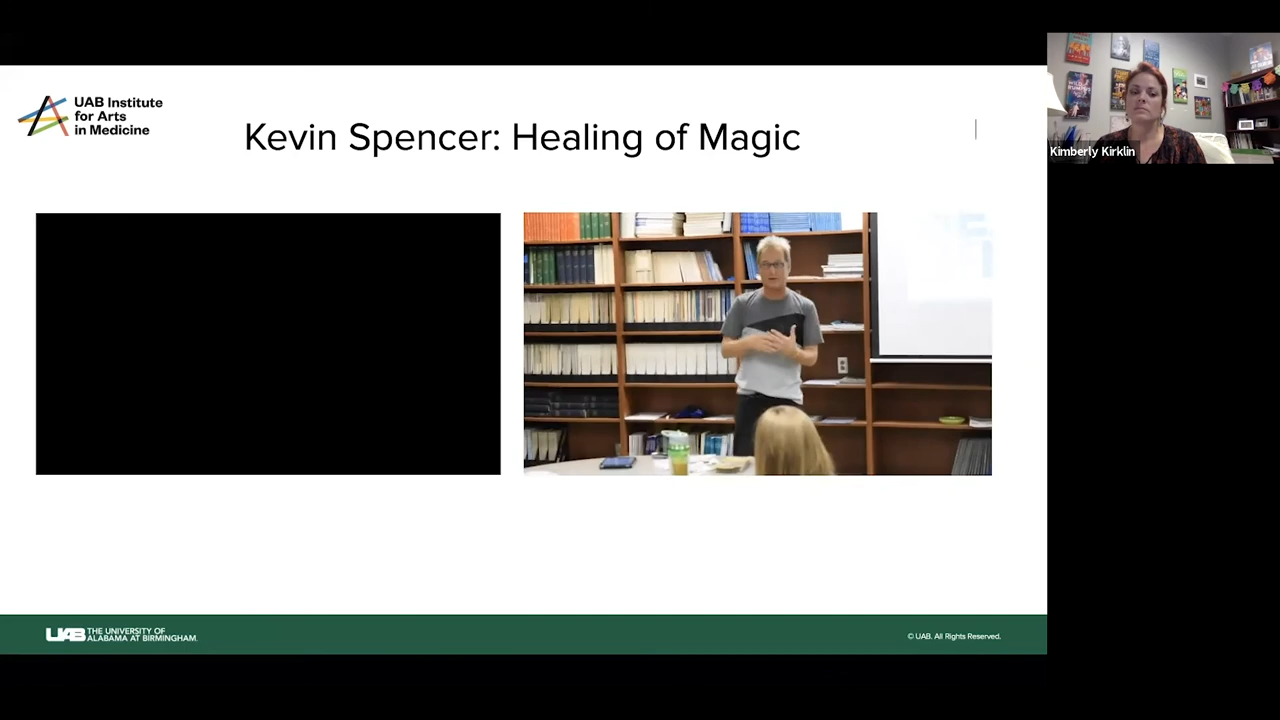 UAB Institute
for Arts
in Medicine
Kevin Spencer: Healing of Magic
Kimberly Kirklin
UAB THE UNIVERSITY OF
ALABAMA AT BIRMINGHAM.
© UAB. All Rights Reserved.